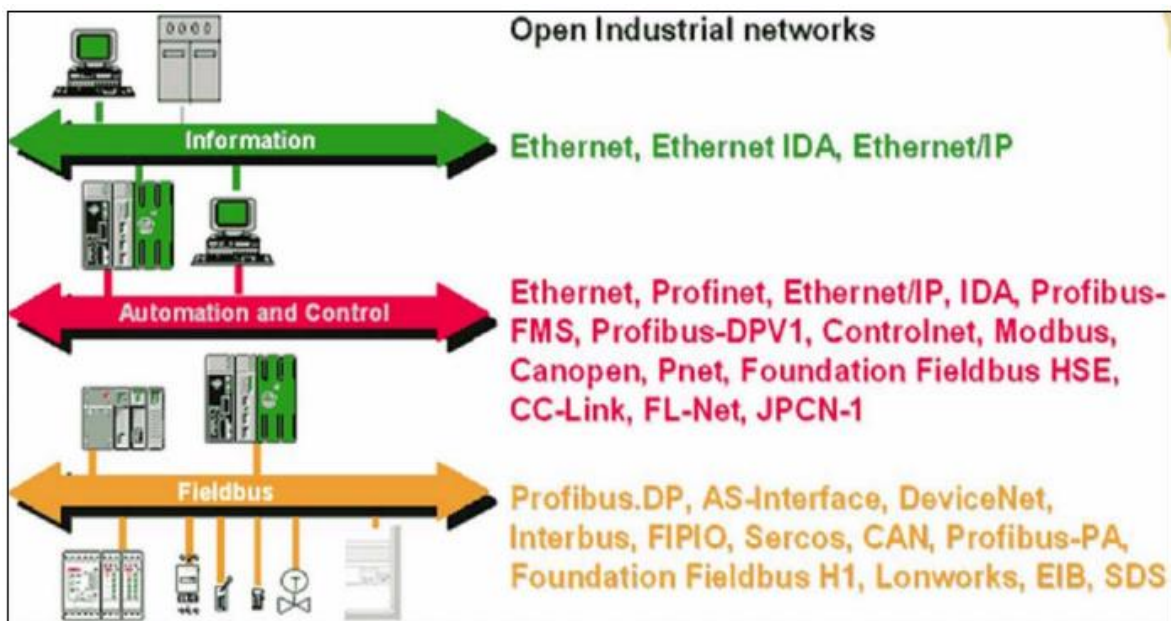 Open Industrial networks
Information
Ethernet, Ethernet IDA, Ethernet/IP
Automation and Control
Ethernet, Profinet, Ethernet/IP, IDA, Profibus-
FMS, Profibus-DPV1, Controlnet, Modbus,
Canopen, Pnet, Foundation Fieldbus HSE,
CC-Link, FL-Net, JPCN-1
Fieldbus
Profibus.DP, AS-Interface, DeviceNet,
Interbus, FIPIO, Sercos, CAN, Profibus-PA,
Foundation Fieldbus H1, Lonworks, EIB, SDS
T